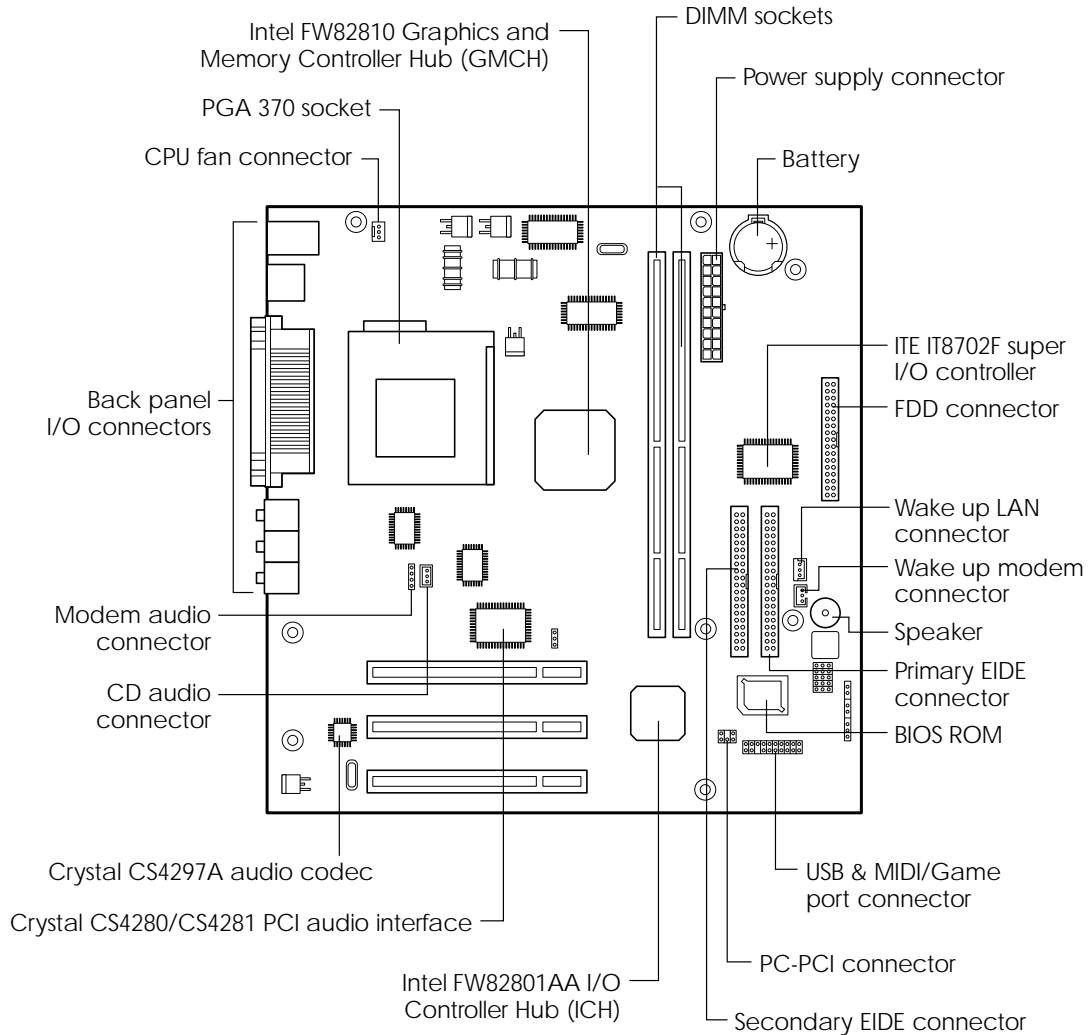 DIMM sockets
Intel FW82810 Graphics and
Memory Controller Hub (GMCH)
Power supply connector
PGA 370 socket
CPU fan connector
Battery
+
ITE IT8702F super
I/O controller
Back panel
I/O connectors
FDD connector
Wake up LAN
connector
Wake up modem
connector
Modem audio
connector
Speaker
Primary EIDE
connector
CD audio
connector
BIOS ROM
Crystal CS4297A audio codec
USB & MIDI/Game
port connector
Crystal CS4280/CS4281 PCI audio interface
PC-PCI connector
Intel FW82801AA I/O
Controller Hub (ICH)
Secondary EIDE connector